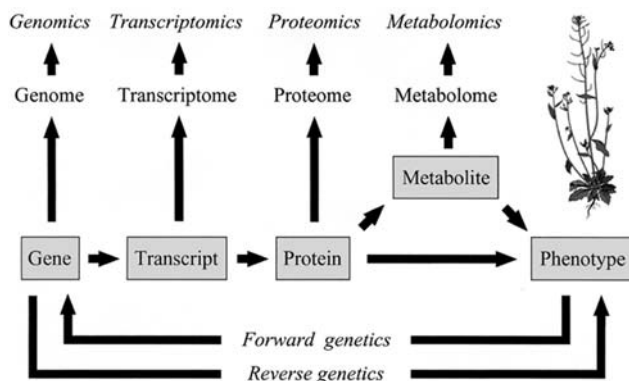 Genomics Transcriptomics Proteomics Metabolomics
Genome Transcriptome Proteome Metabolome
Metabolite
Gene Transcript Protein Phenotype
Forward genetics
Reverse genetics